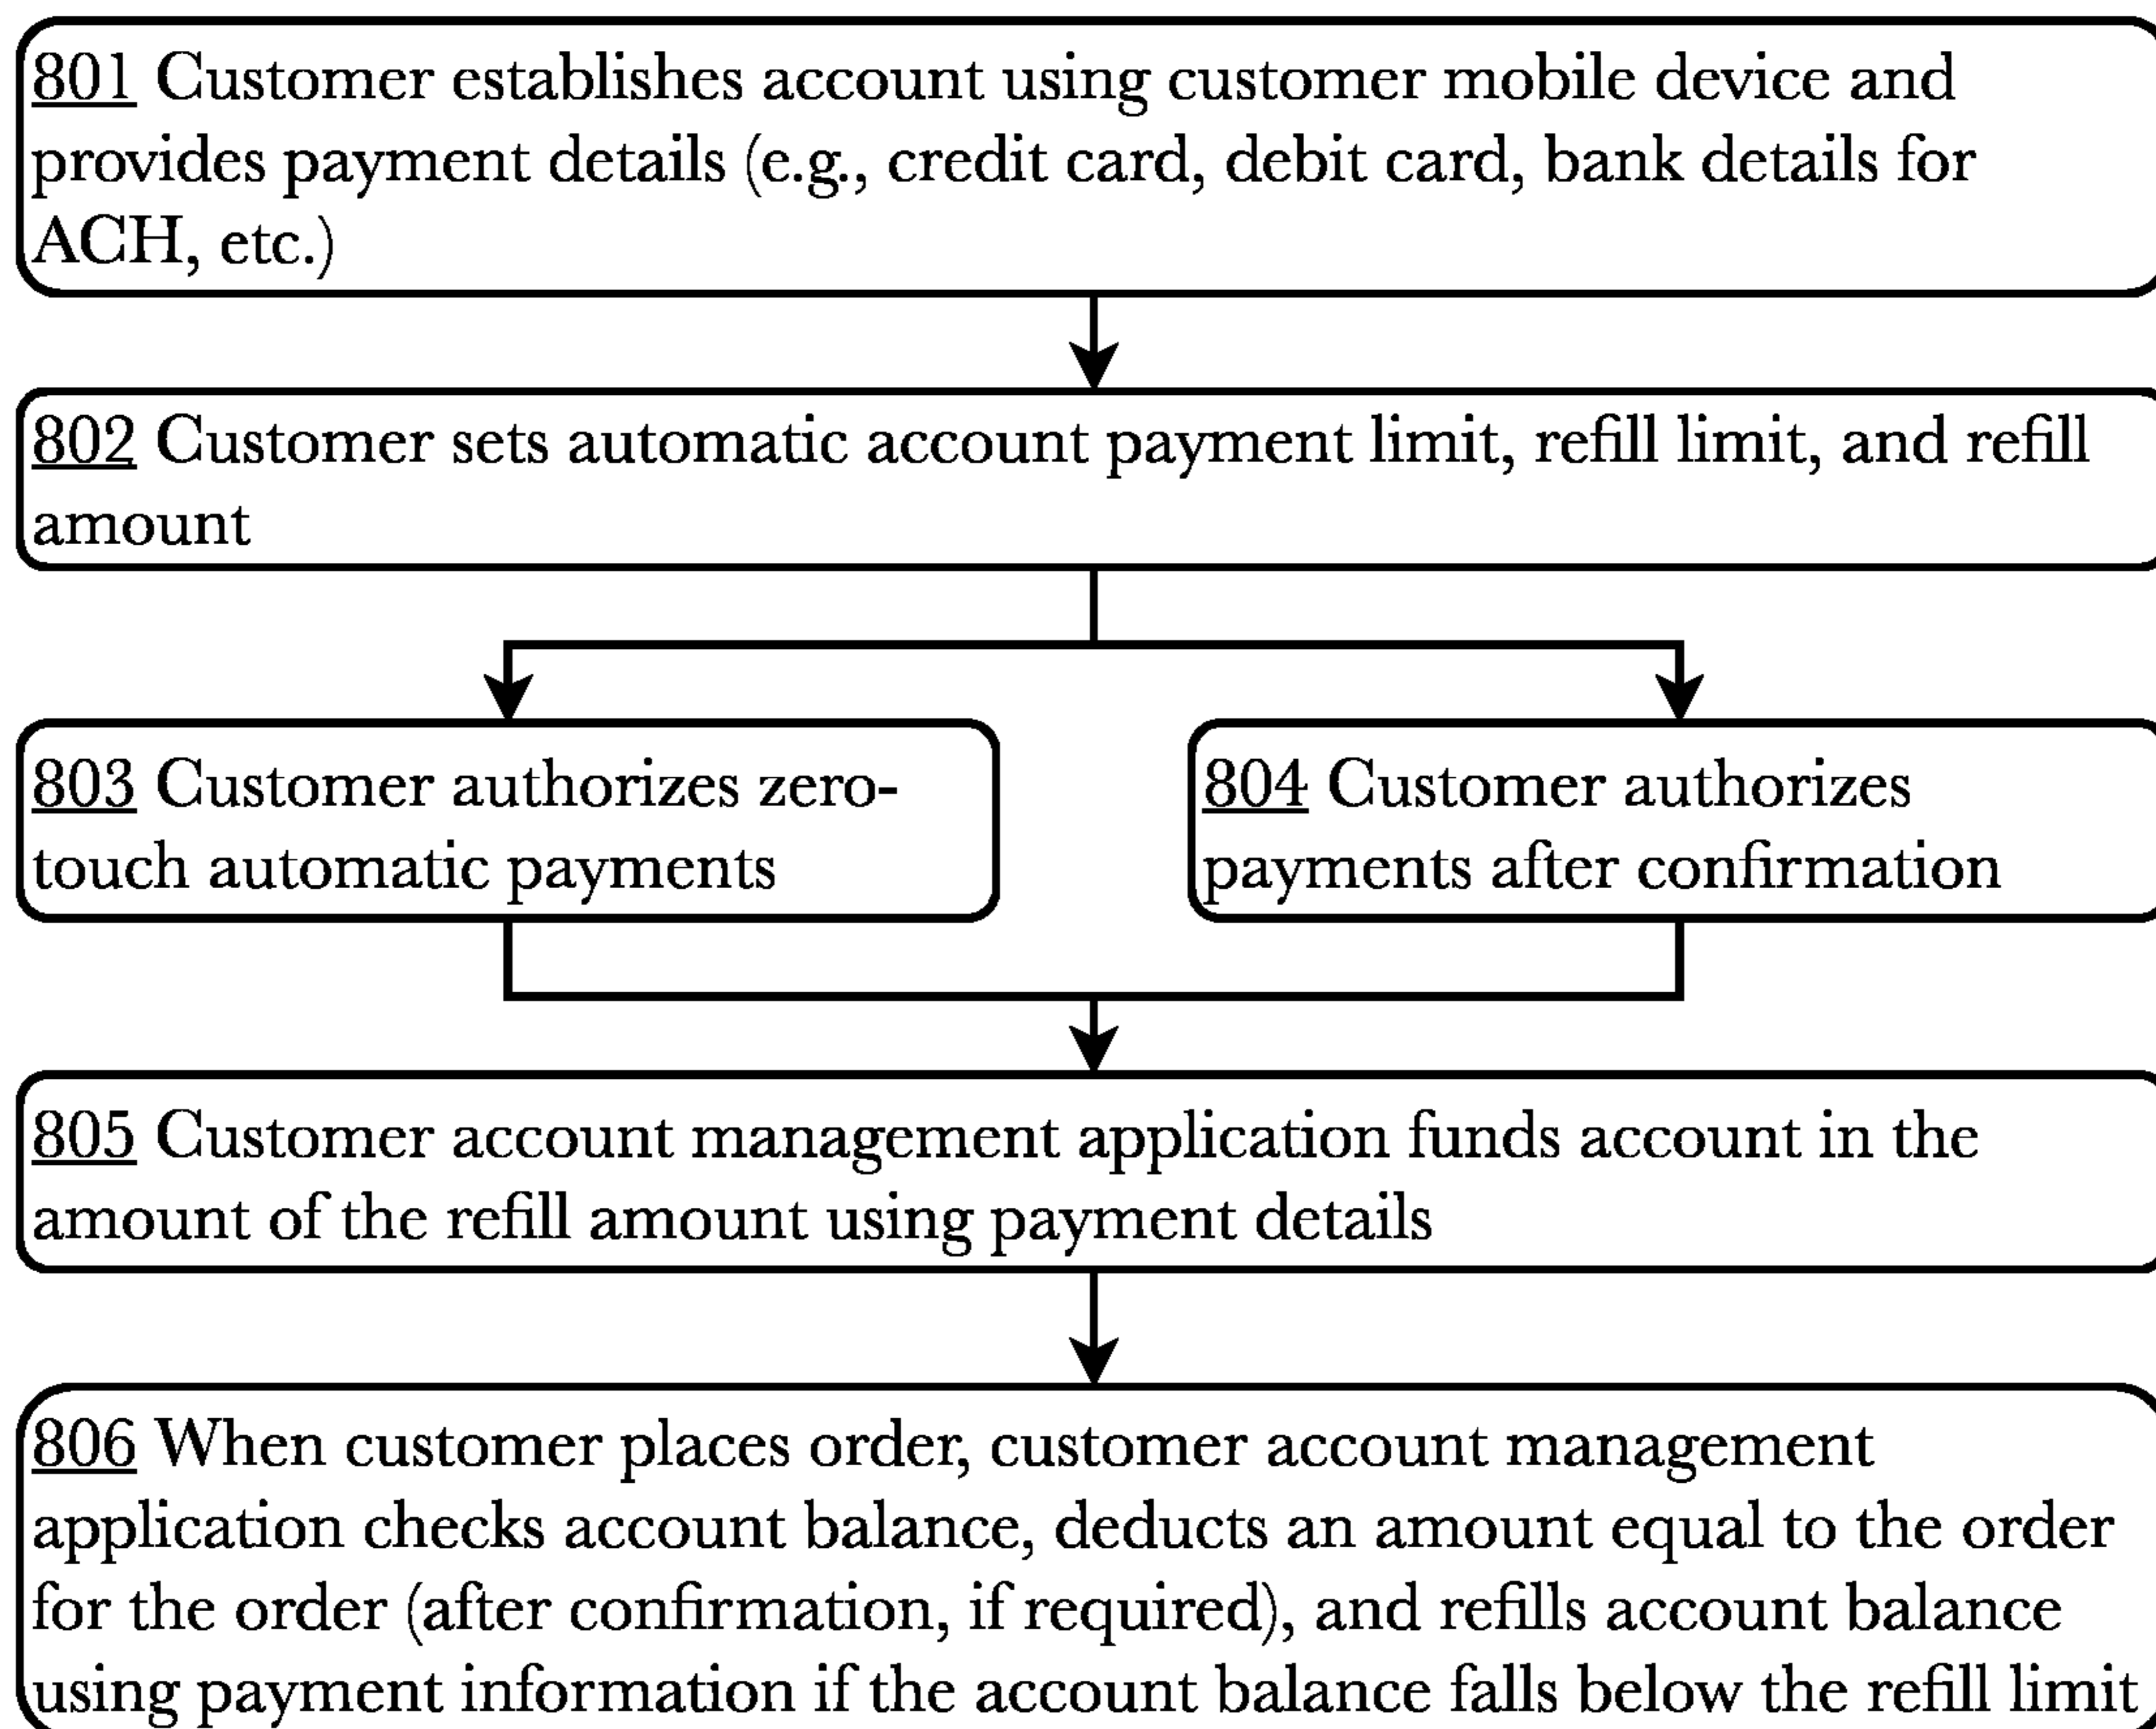 801 Customer establishes account using customer mobile device and
provides payment details (e.g., credit card, debit card, bank details for
ACH, etc.)
802 Customer sets automatic account payment limit, refill limit, and refill
amount
803 Customer authorizes zero-
touch automatic payments
804 Customer authorizes
payments after confirmation
805 Customer account management application funds account in the
amount of the refill amount using payment details
806 When customer places order, customer account management
application checks account balance, deducts an amount equal to the order
for the order (after confirmation, if required), and refills account balance
using payment information if the account balance falls below the refill limit